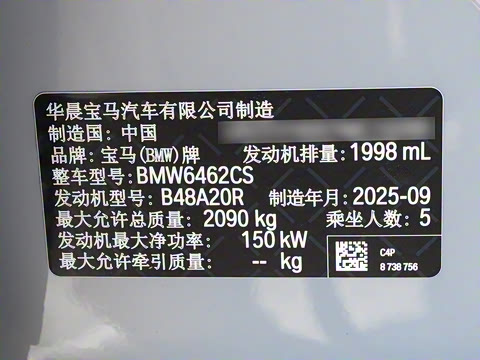 华晨宝马汽车有限公司制造
制造国: 中国
品牌: 宝马(BMW)牌 发动机排量: 1998 mL
整车型号: BMW6462CS
发动机型号: B48A20R 制造年月: 2025-09
最大允许总质量: 2090 kg 乘坐人数: 5
发动机最大净功率: 150 kW
最大允许牵引质量: -- kg
C4P
8 738 756